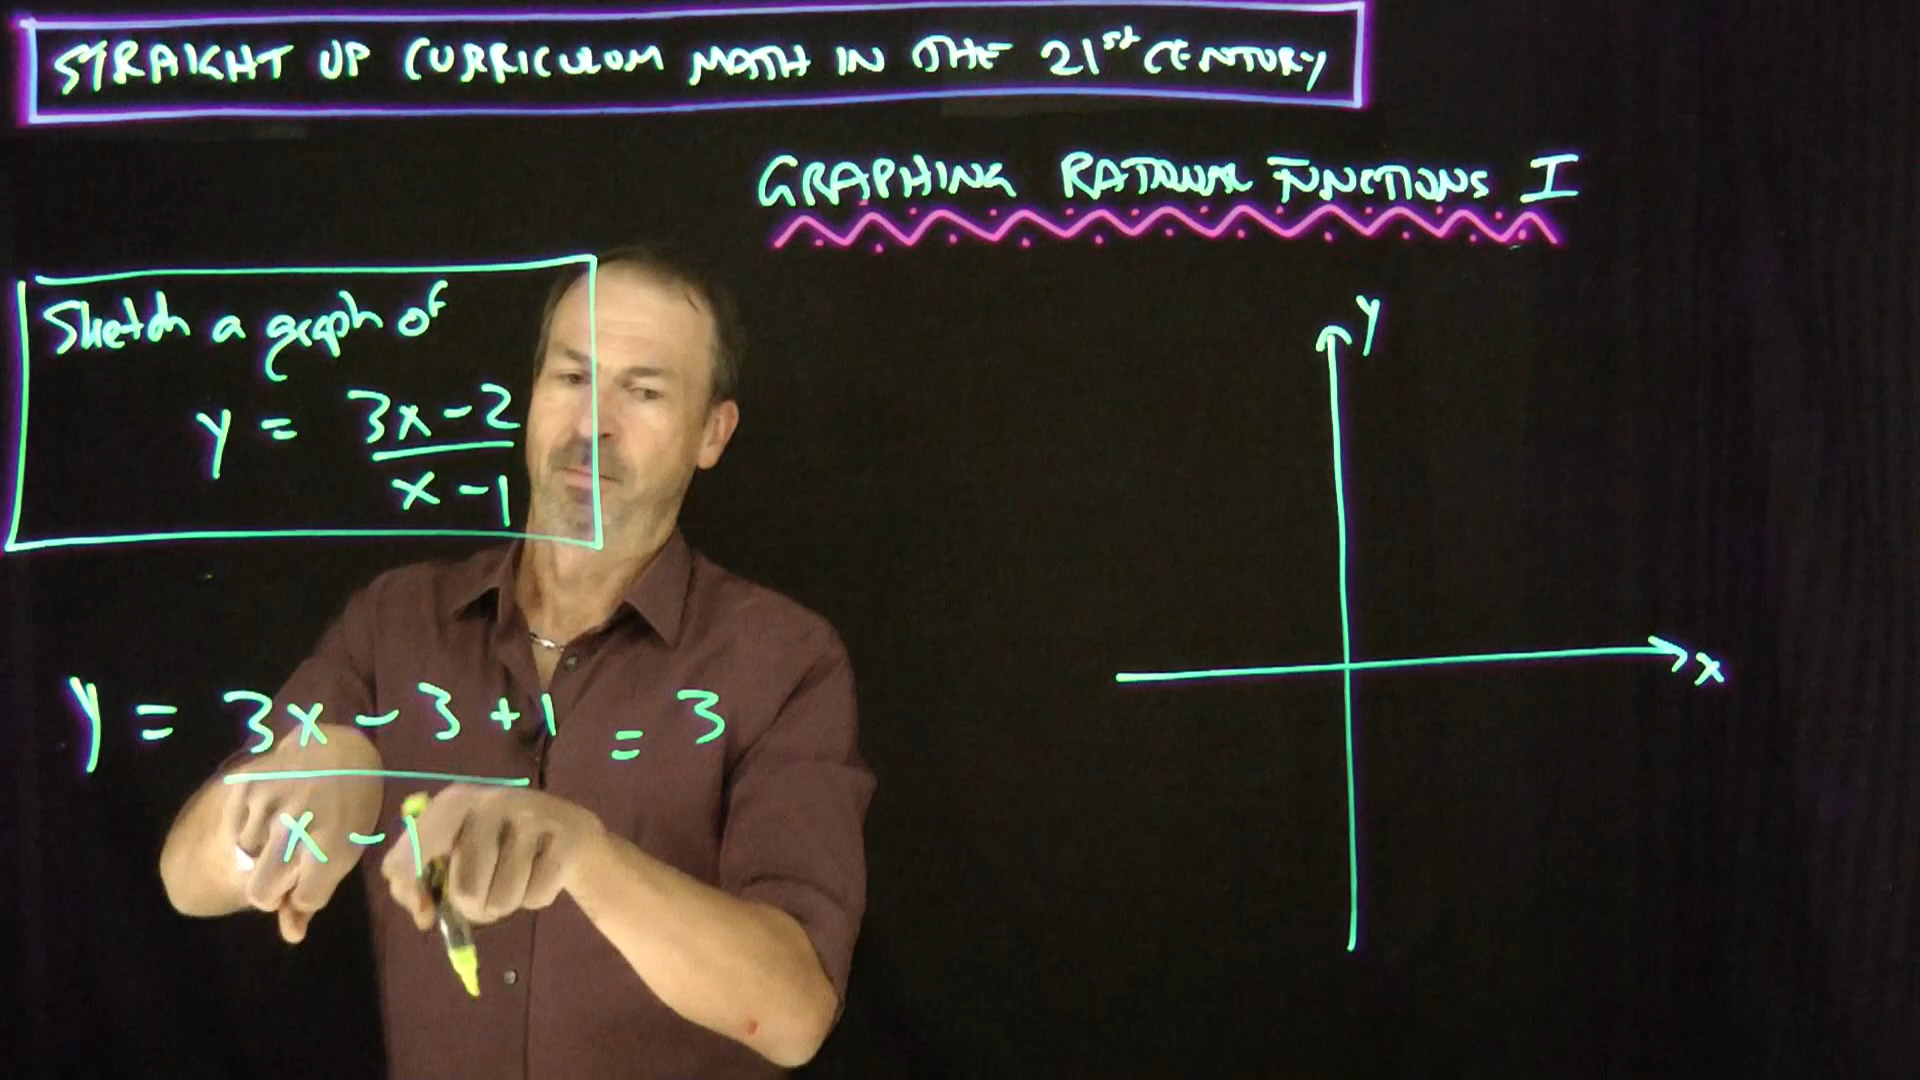 STRAIGHT UP CURRICULUM MATH IN THE 21st CENTURY
GRAPHING RATIONAL FUNCTIONS I
Sketch a graph of
y = 3x-2
x-1
y
x
y = 3x - 3 + 1 = 3
x - 1